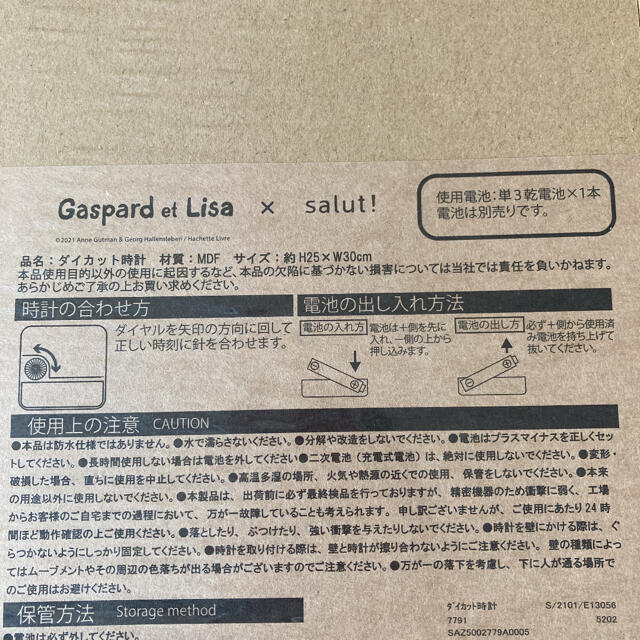 Gaspard et Lisa × salut!
©2021 Anne Gutman & Georg Hallensleben / Hachette Livre
使用電池:単3乾電池×1本
電池は別売りです。
品名:ダイカット時計 材質:MDF サイズ:約H25×W30cm
本品使用目的以外の使用に起因するなど、本品の欠陥に基づかない損害については当社では責任を負いかねます。
あらかじめご了承の上お買い求めください。
時計の合わせ方
ダイヤルを矢印の方向に回して
正しい時刻に針を合わせます。
電池の出し入れ方法
電池の入れ方
電池は+側を先に
入れ、一側の上から
押し込みます。
電池の出し方
必ず+側から使用済
み電池を持ち上げて
抜いてください。
使用上の注意 CAUTION
●本品は防水仕様ではありません。●水で濡らさないください。●分解や改造をしないでください。●電池はプラスマイナスを正しくセッ
トしてください。●長時間使用しない場合は電池を外してください●二次電池(充電式電池)は、絶対に使用しないでください。●変形・
破損した場合、直ちに使用を中止してください。●高温多湿の場所、火気や熱源の近くでの使用、保管をしないでください。●本来
の用途以外に使用しないでください。●本製品は、出荷前に必ず最終検品を行っておりますが、精密機器のため衝撃に弱く、工場
からお客様のご自宅までの過程において、万が一故障していることも考えられます。申し訳ございませんが、ご使用にあたり24時
間ほど動作確認の上ご使用ください。●落としたり、ぶつけたり、強い衝撃を与えたりしないでください。●時計を壁にかける際は、ぐ
らつかないようにしっかり固定してください。●時計を取り付ける際は、壁と時計が擦り合わないようにご注意ください。壁の種類によっ
てはムーブメントやその周辺の色落ちが出る場合がございますのでご注意ください。●万が一の落下を考慮し、下に人が通る場所で
のご使用はお避けください。
保管方法 Storage method
●電池は必ず外してください。
ダイカット時計 S/2101/E13056
7791 5202
SAZ5002779A0005